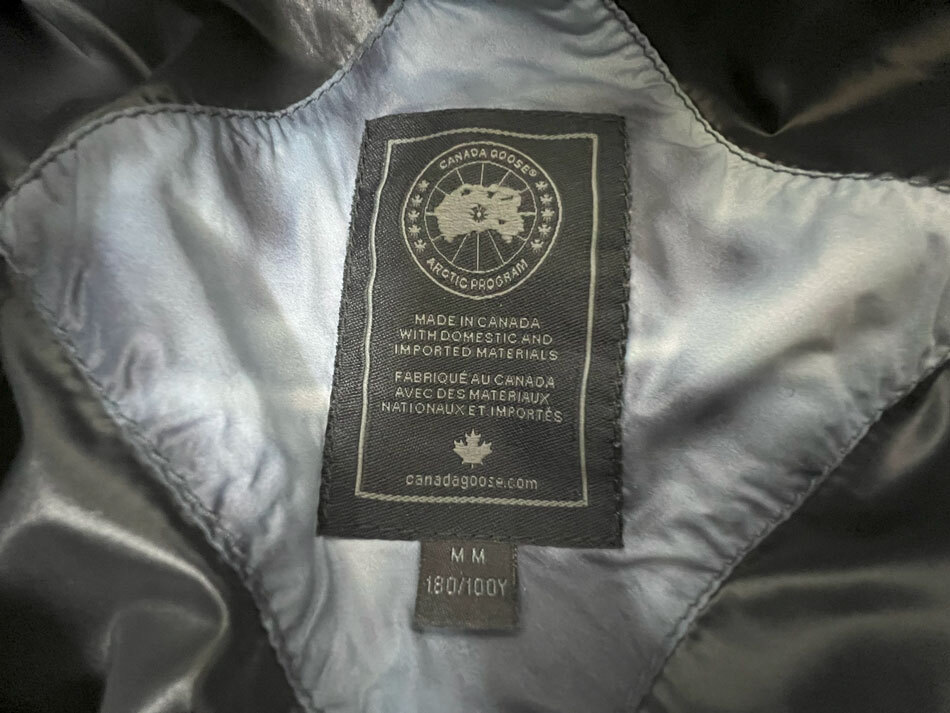 CANADA GOOSE®
ARCTIC PROGRAM
MADE IN CANADA
WITH DOMESTIC AND
IMPORTED MATERIALS
FABRIQUÉ AU CANADA
AVEC DES MATÉRIAUX
NATIONAUX ET IMPORTÉS
canadagoose.com
M M
180/100Y